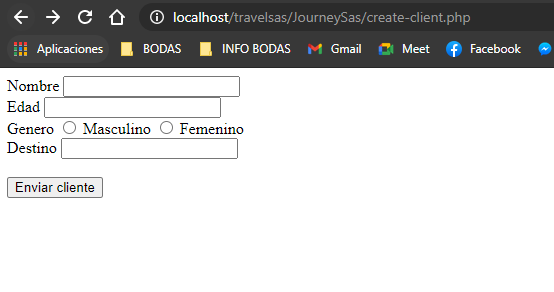 localhost/travelsas/JourneySas/create-client.php
Aplicaciones BODAS INFO BODAS Gmail Meet Facebook
Nombre
Edad
Genero Masculino Femenino
Destino
Enviar cliente